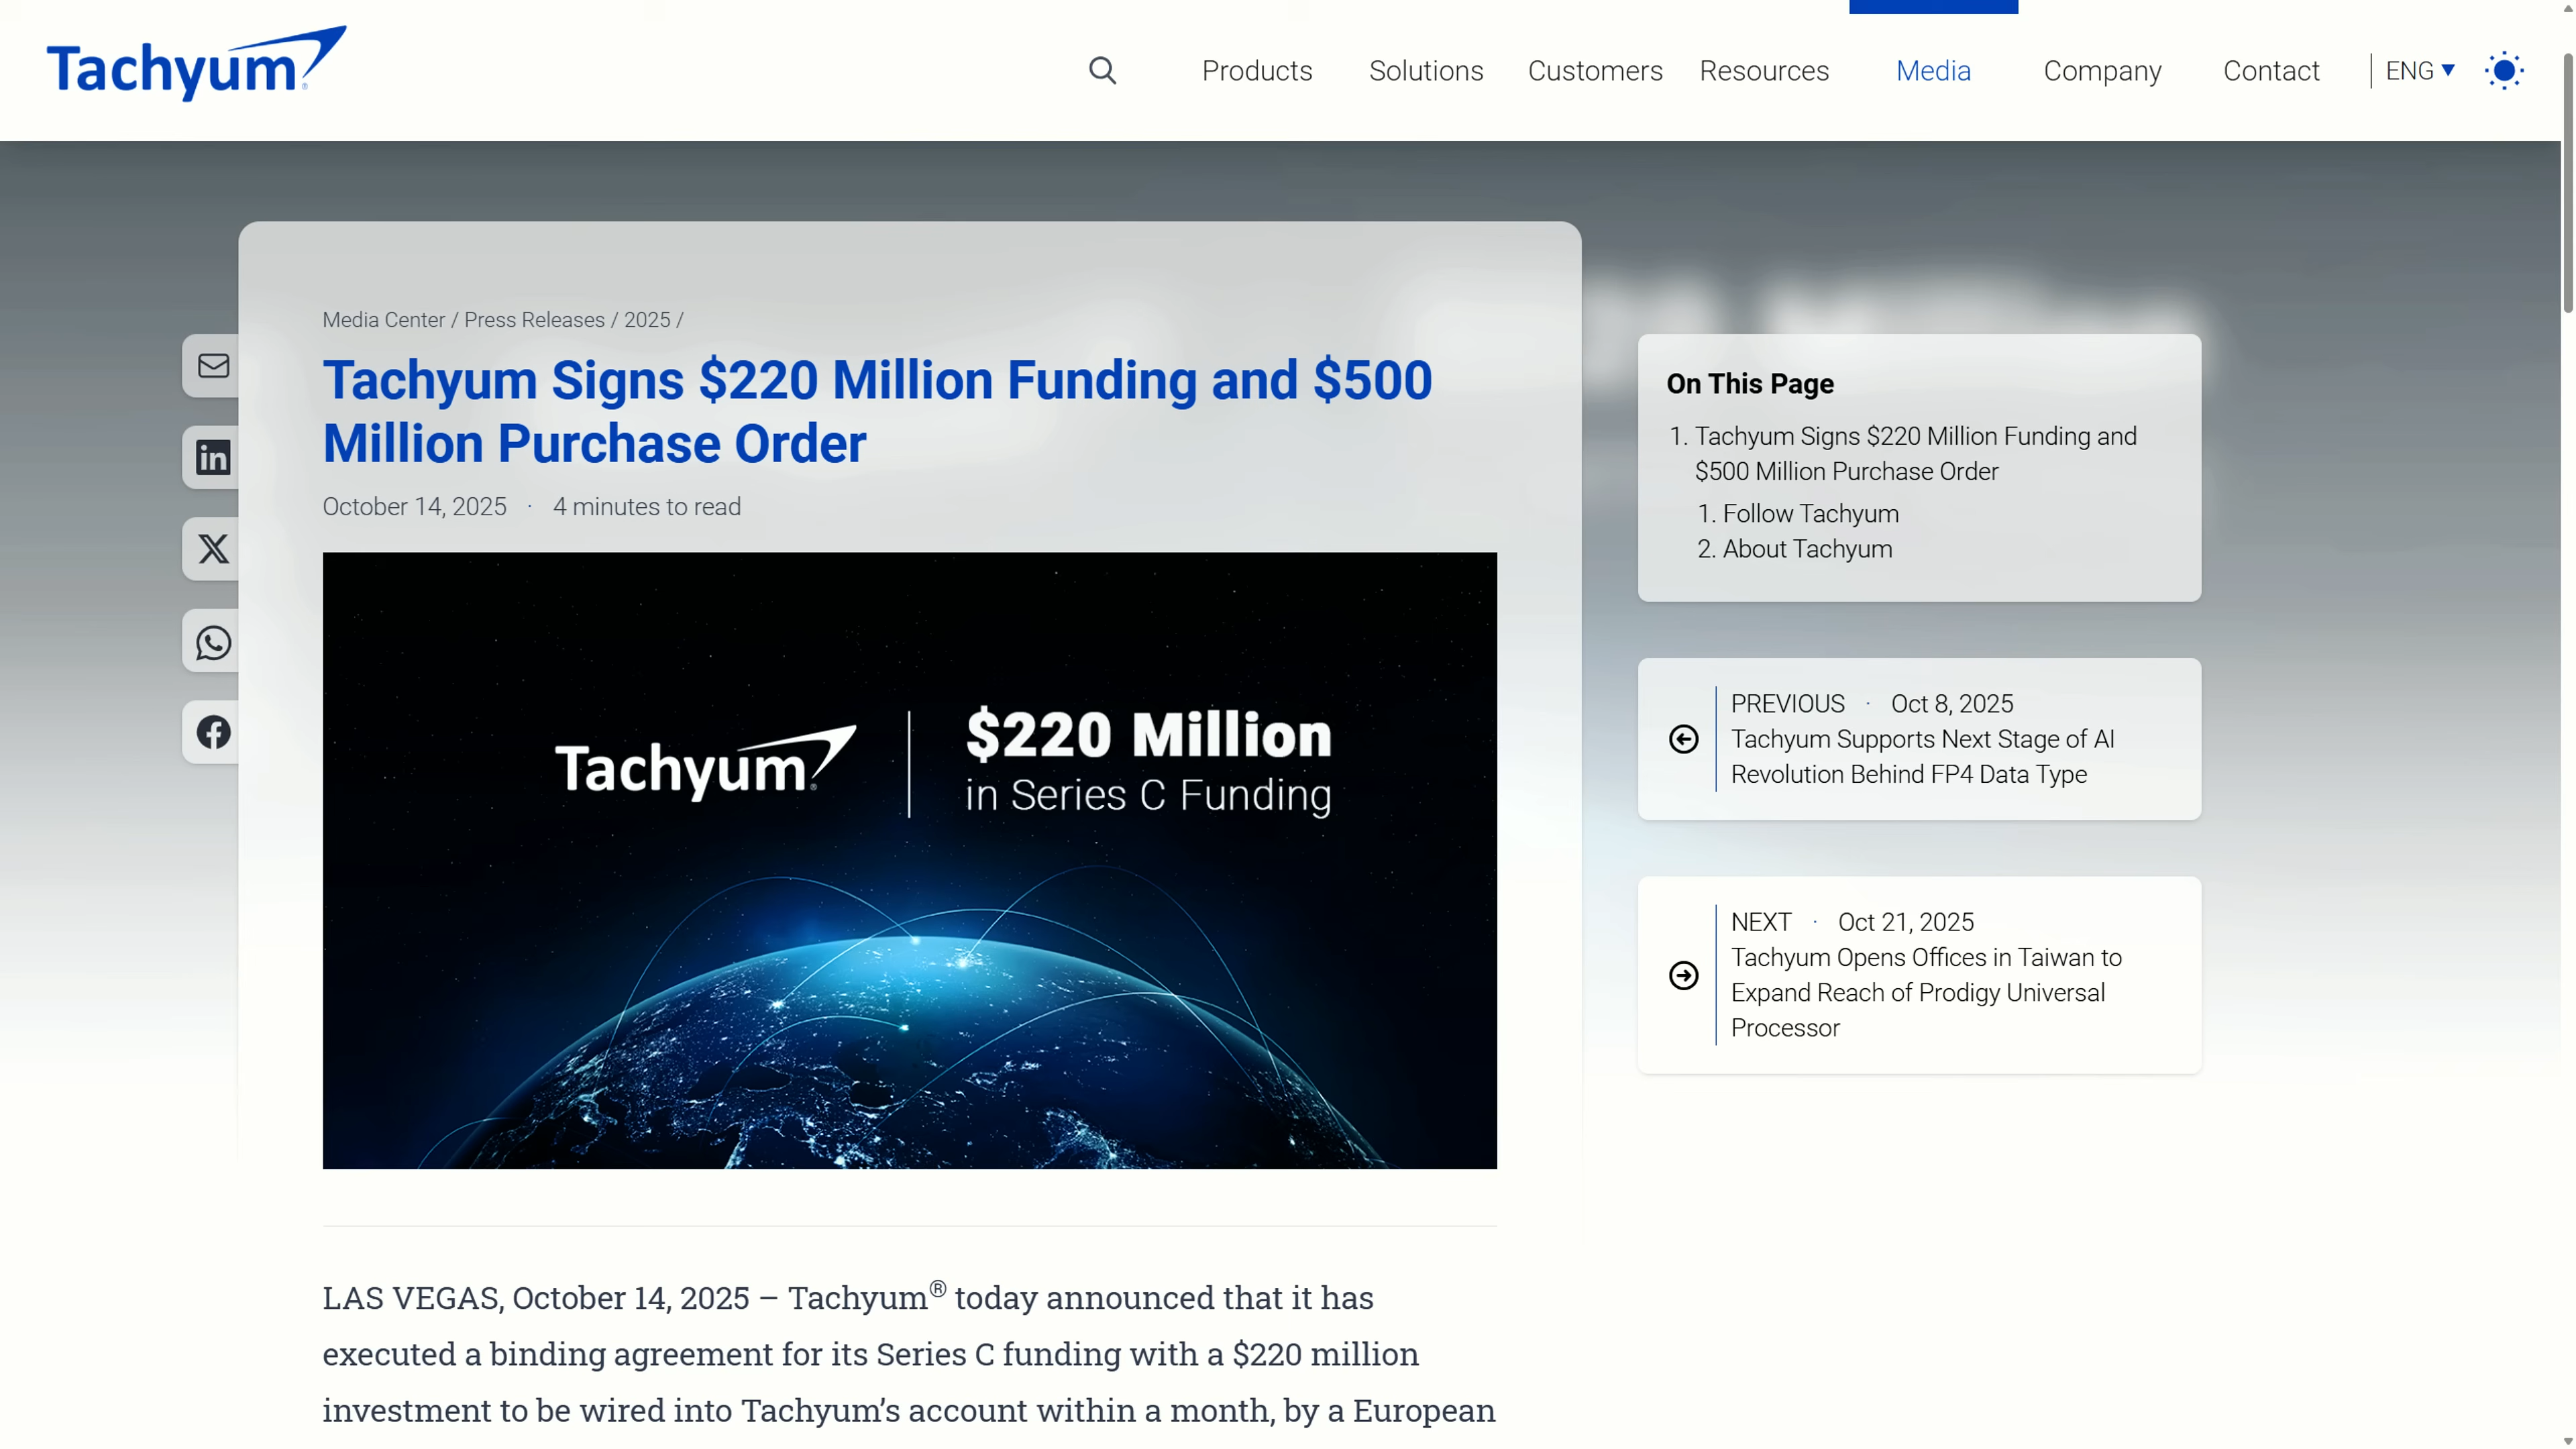 Tachyum®
Products
Solutions
Customers
Resources
Media
Company
Contact
ENG
Media Center / Press Releases / 2025 /
Tachyum Signs $220 Million Funding and $500
Million Purchase Order
October 14, 2025 · 4 minutes to read
Tachyum®
$220 Million
in Series C Funding
LAS VEGAS, October 14, 2025 – Tachyum® today announced that it has
executed a binding agreement for its Series C funding with a $220 million
investment to be wired into Tachyum’s account within a month, by a European
On This Page
1. Tachyum Signs $220 Million Funding and
$500 Million Purchase Order
1. Follow Tachyum
2. About Tachyum
PREVIOUS · Oct 8, 2025
Tachyum Supports Next Stage of AI
Revolution Behind FP4 Data Type
NEXT · Oct 21, 2025
Tachyum Opens Offices in Taiwan to
Expand Reach of Prodigy Universal
Processor